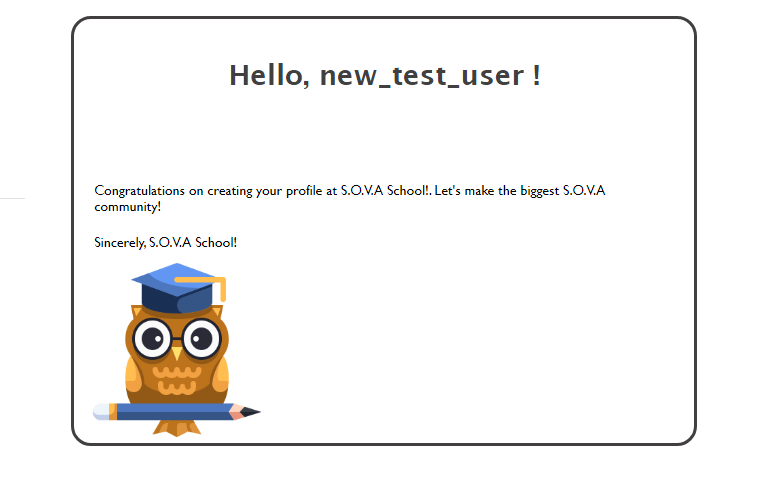 Hello, new_test_user !
Congratulations on creating your profile at S.O.V.A School!. Let's make the biggest S.O.V.A
community!
Sincerely, S.O.V.A School!